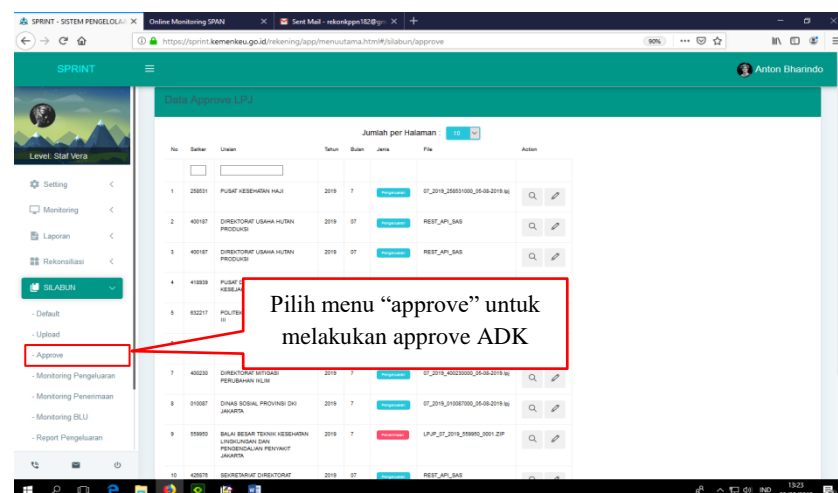 SPRINT - SISTEM PENGELOLAA
Online Monitoring SPAN
Sent Mail - rekonkppn182@gm
https://sprint.kemenkeu.go.id/rekening/app/menuutama.html#/silabun/approve
90%
SPRINT
Anton Bharindo
Level: Staf Vera
Setting
Monitoring
Laporan
Rekonsiliasi
SILABUN
- Default
- Upload
- Approve
- Monitoring Pengeluaran
- Monitoring Penerimaan
- Monitoring BLU
- Report Pengeluaran
Data Approve LPJ
Jumlah per Halaman : 10
No Satker Uraian Tahun Bulan Jenis File Action
1 258531 PUSAT KESEHATAN HAJI 2019 7 Pengeluaran 07_2019_258531000_05-08-2019.lpj
2 400187 DIREKTORAT USAHA HUTAN PRODUKSI 2019 07 Pengeluaran REST_API_SAS
3 400187 DIREKTORAT USAHA HUTAN PRODUKSI 2019 07 Pengeluaran REST_API_SAS
4 418939 PUSAT
5 632217
III
Pilih menu “approve” untuk
melakukan approve ADK
7 400230 DIREKTORAT MITIGASI PERUBAHAN IKLIM 2019 7 Pengeluaran 07_2019_400230000_05-08-2019.lpj
8 010087 DINAS SOSIAL PROVINSI DKI JAKARTA 2019 7 Pengeluaran 07_2019_010087000_05-08-2019.lpj
9 559950 BALAI BESAR TEKNIK KESEHATAN LINGKUNGAN DAN PENGENDALIAN PENYAKIT JAKARTA 2019 7 Penerimaan LPJP_07_2019_559950_0001.ZIP
10 426876 SEKRETARIAT DIREKTORAT 2019 07 Pengeluaran REST_API_SAS
IND
13:23